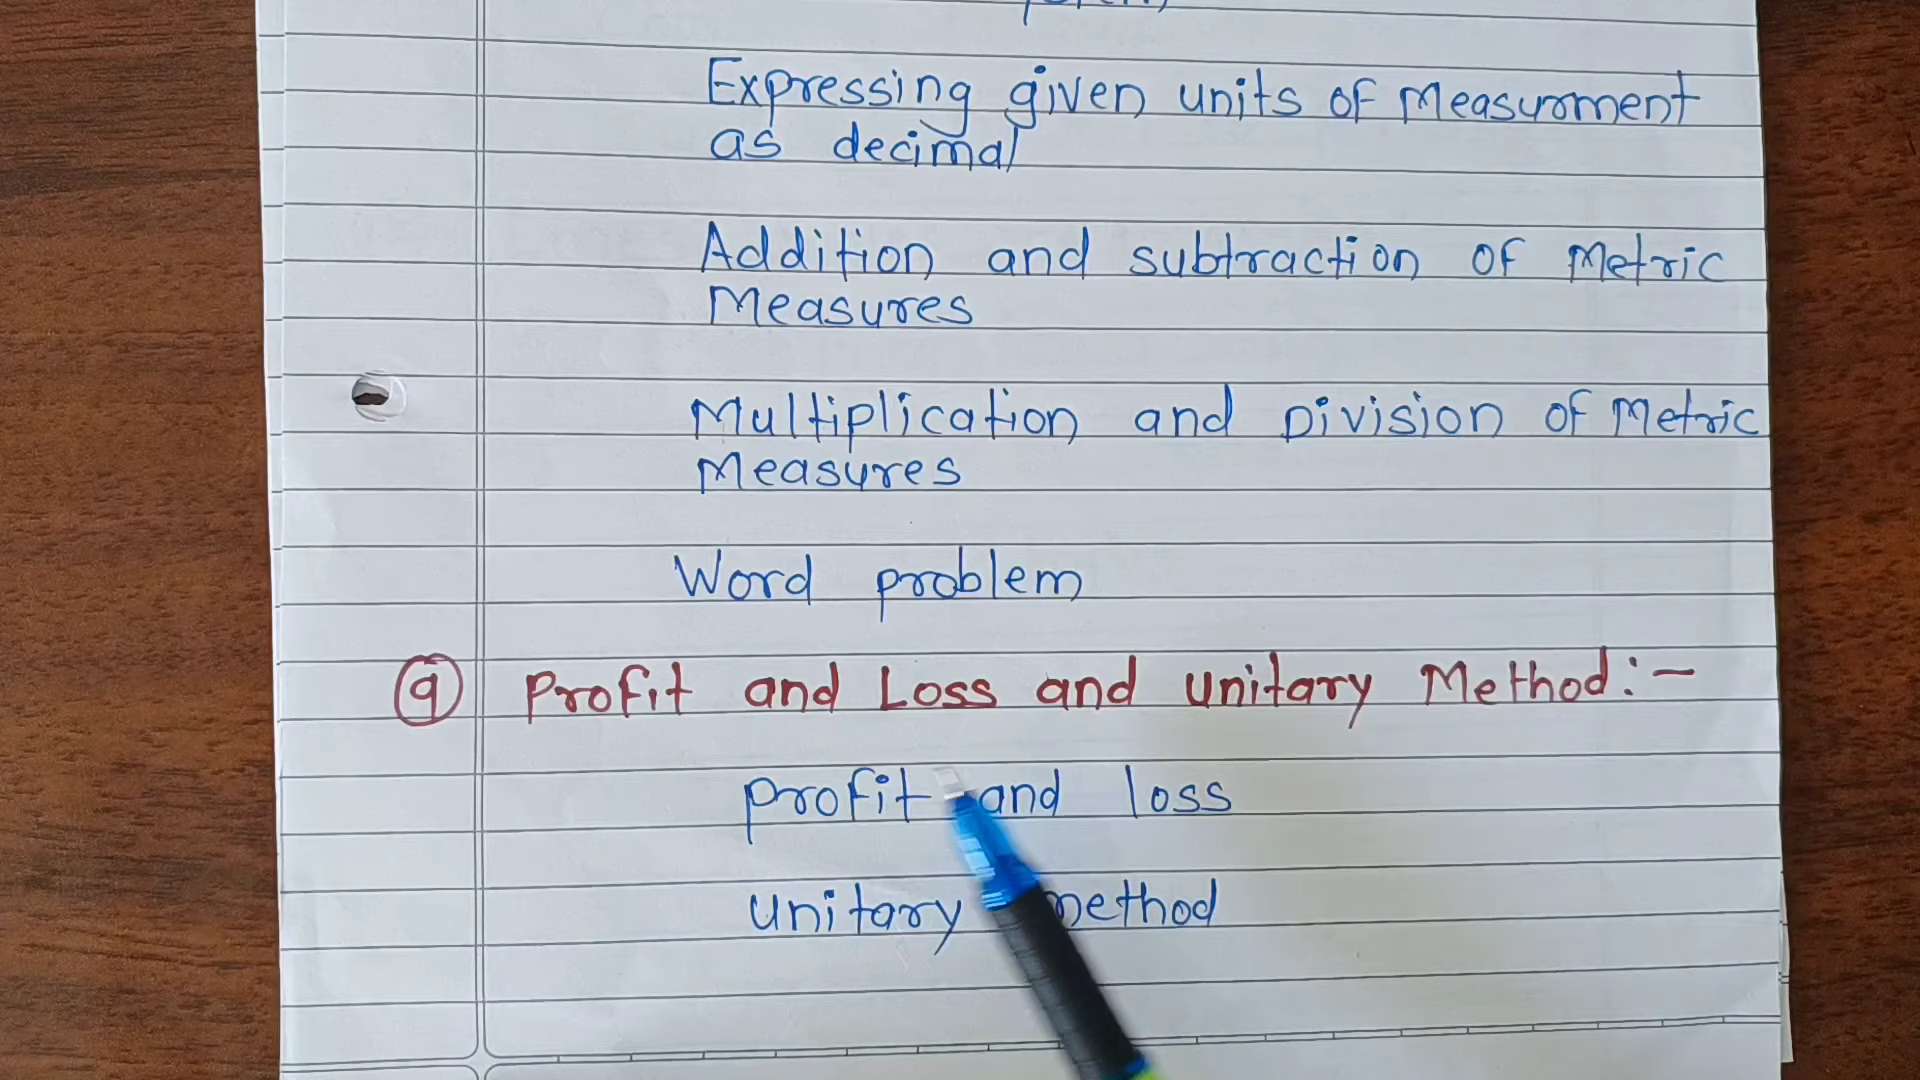 Expressing given units of Measurment
as decimal
Addition and subtraction of Metric
Measures
Multiplication and Division of Metric
Measures
Word problem
9 Profit and Loss and unitary Method:-
profit and loss
unitary method